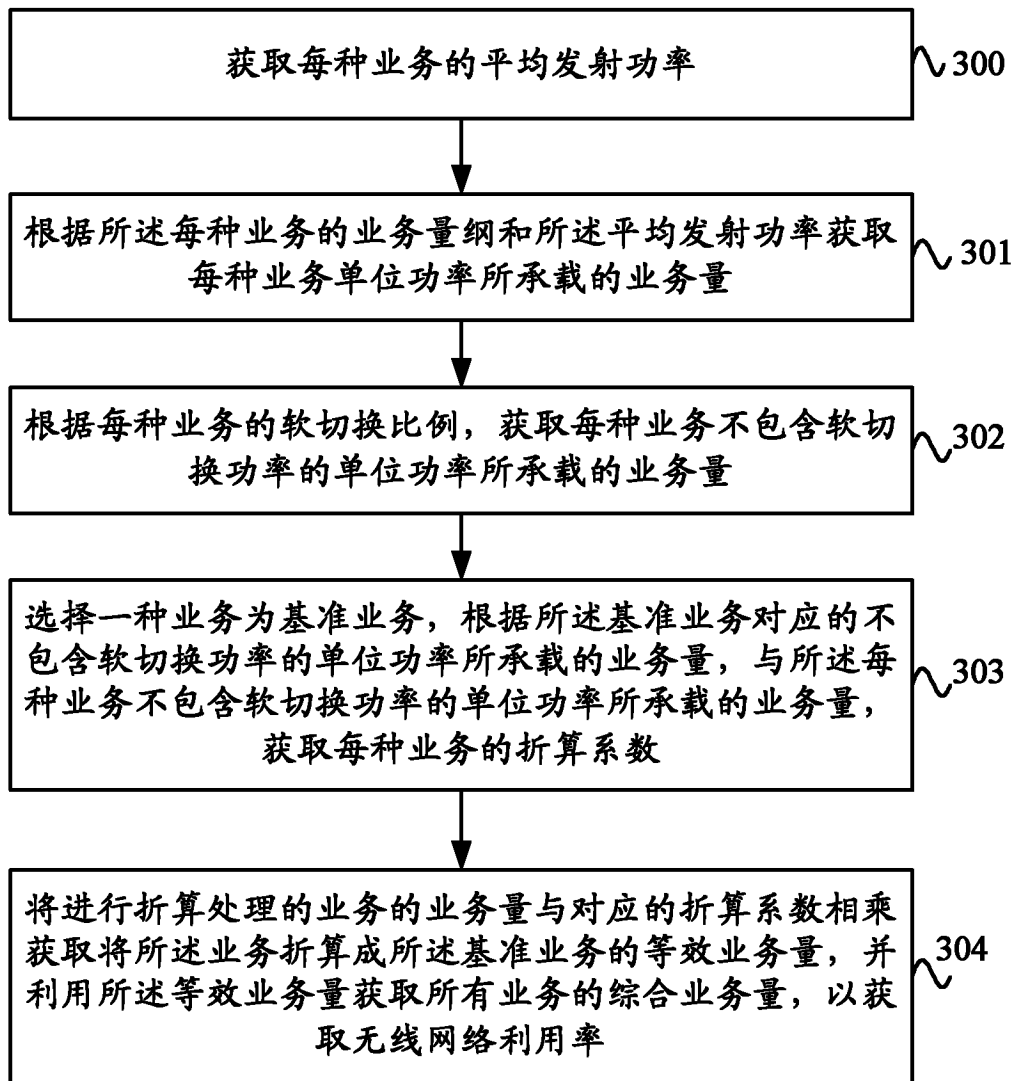 获取每种业务的平均发射功率
300
根据所述每种业务的业务量纲和所述平均发射功率获取
每种业务单位功率所承载的业务量
301
根据每种业务的软切换比例，获取每种业务不包含软切
换功率的单位功率所承载的业务量
302
选择一种业务为基准业务，根据所述基准业务对应的不
包含软切换功率的单位功率所承载的业务量，与所述每
种业务不包含软切换功率的单位功率所承载的业务量，
获取每种业务的折算系数
303
将进行折算处理的业务的业务量与对应的折算系数相乘
获取将所述业务折算成所述基准业务的等效业务量，并
利用所述等效业务量获取所有业务的综合业务量，以获
取无线网络利用率
304